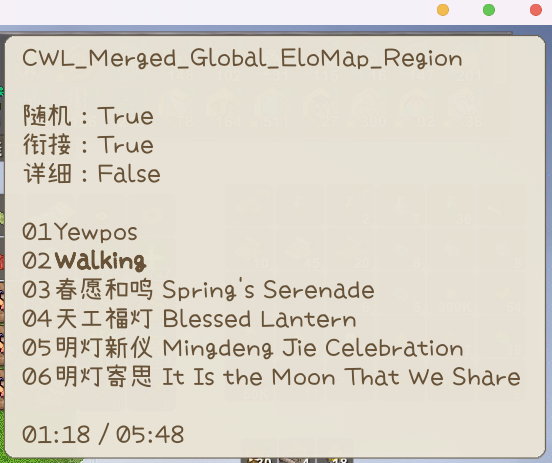 CWL_Merged_Global_EloMap_Region
随机：True
衔接：True
详细：False
01Yewpos
02Walking
03春愿和鸣 Spring's Serenade
04天工福灯 Blessed Lantern
05明灯新仪 Mingdeng Jie Celebration
06明灯寄思 It Is the Moon That We Share
01:18 / 05:48